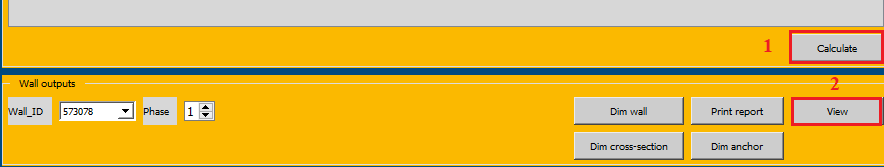 1 Calculate
Wall outputs
2
Wall_ID 573078 Phase 1 Dim wall Print report View
Dim cross-section Dim anchor